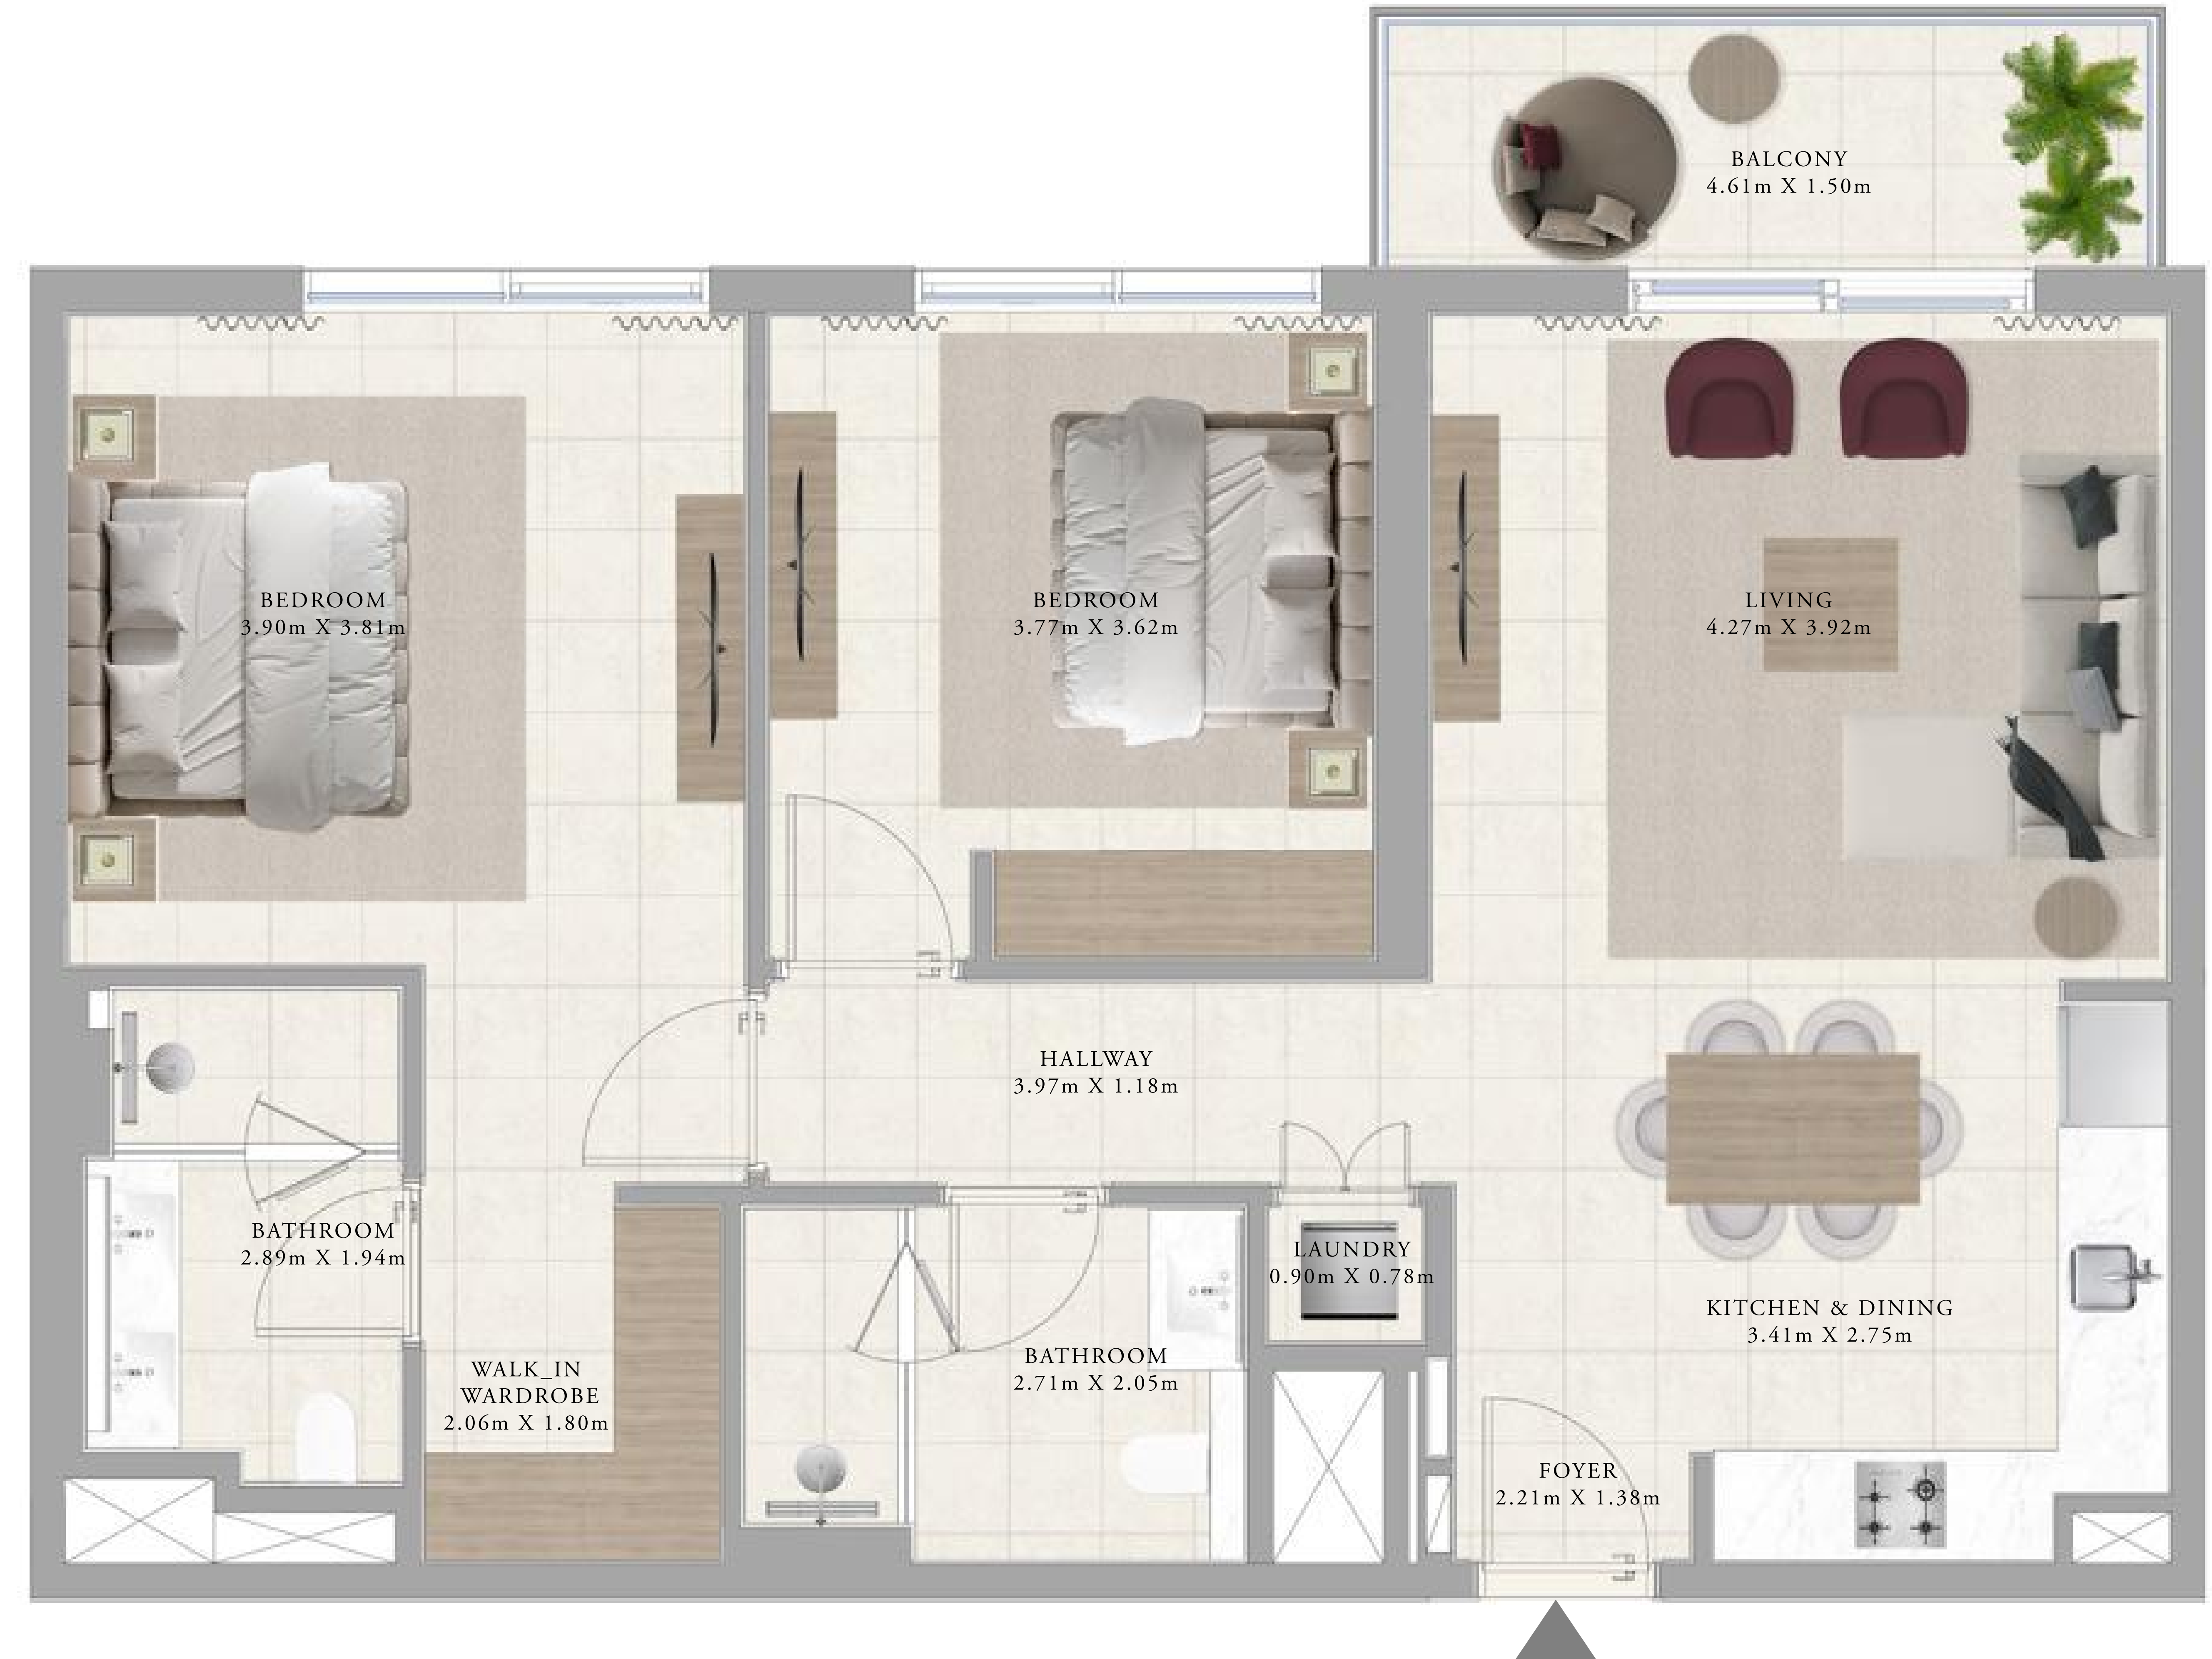 BALCONY
4.61m X 1.50m
BEDROOM
3.90m X 3.81m
BEDROOM
3.77m X 3.62m
LIVING
4.27m X 3.92m
HALLWAY
3.97m X 1.18m
BATHROOM
2.89m X 1.94m
LAUNDRY
0.90m X 0.78m
KITCHEN & DINING
3.41m X 2.75m
WALK_IN
WARDROBE
2.06m X 1.80m
BATHROOM
2.71m X 2.05m
FOYER
2.21m X 1.38m